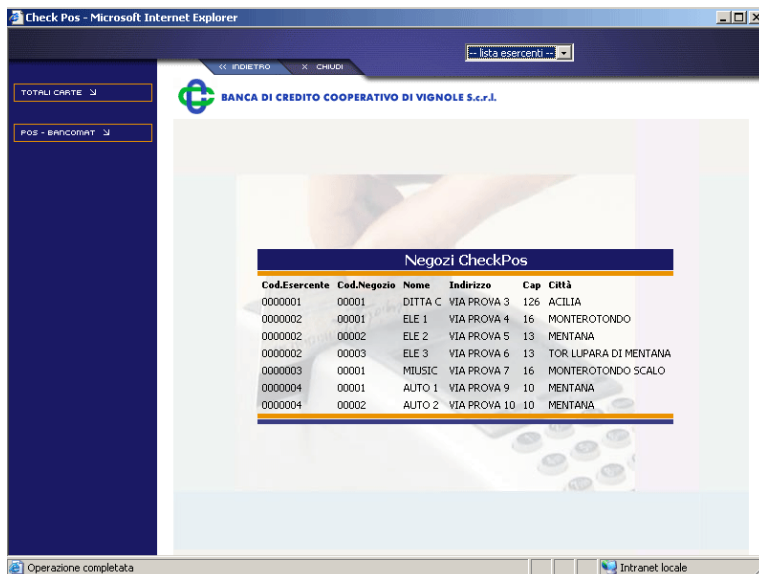 Check Pos - Microsoft Internet Explorer
-- lista esercenti --
<< INDIETRO X CHIUDI
TOTALI CARTE
BANCA DI CREDITO COOPERATIVO DI VIGNOLE S.c.r.l.
POS - BANCOMAT
Negozi CheckPos
Cod.Esercente Cod.Negozio Nome Indirizzo Cap Città
0000001 00001 DITTA C VIA PROVA 3 126 ACILIA
0000002 00001 ELE 1 VIA PROVA 4 16 MONTEROTONDO
0000002 00002 ELE 2 VIA PROVA 5 13 MENTANA
0000002 00003 ELE 3 VIA PROVA 6 13 TOR LUPARA DI MENTANA
0000003 00001 MIUSIC VIA PROVA 7 16 MONTEROTONDO SCALO
0000004 00001 AUTO 1 VIA PROVA 9 10 MENTANA
0000004 00002 AUTO 2 VIA PROVA 10 10 MENTANA
Operazione completata Intranet locale